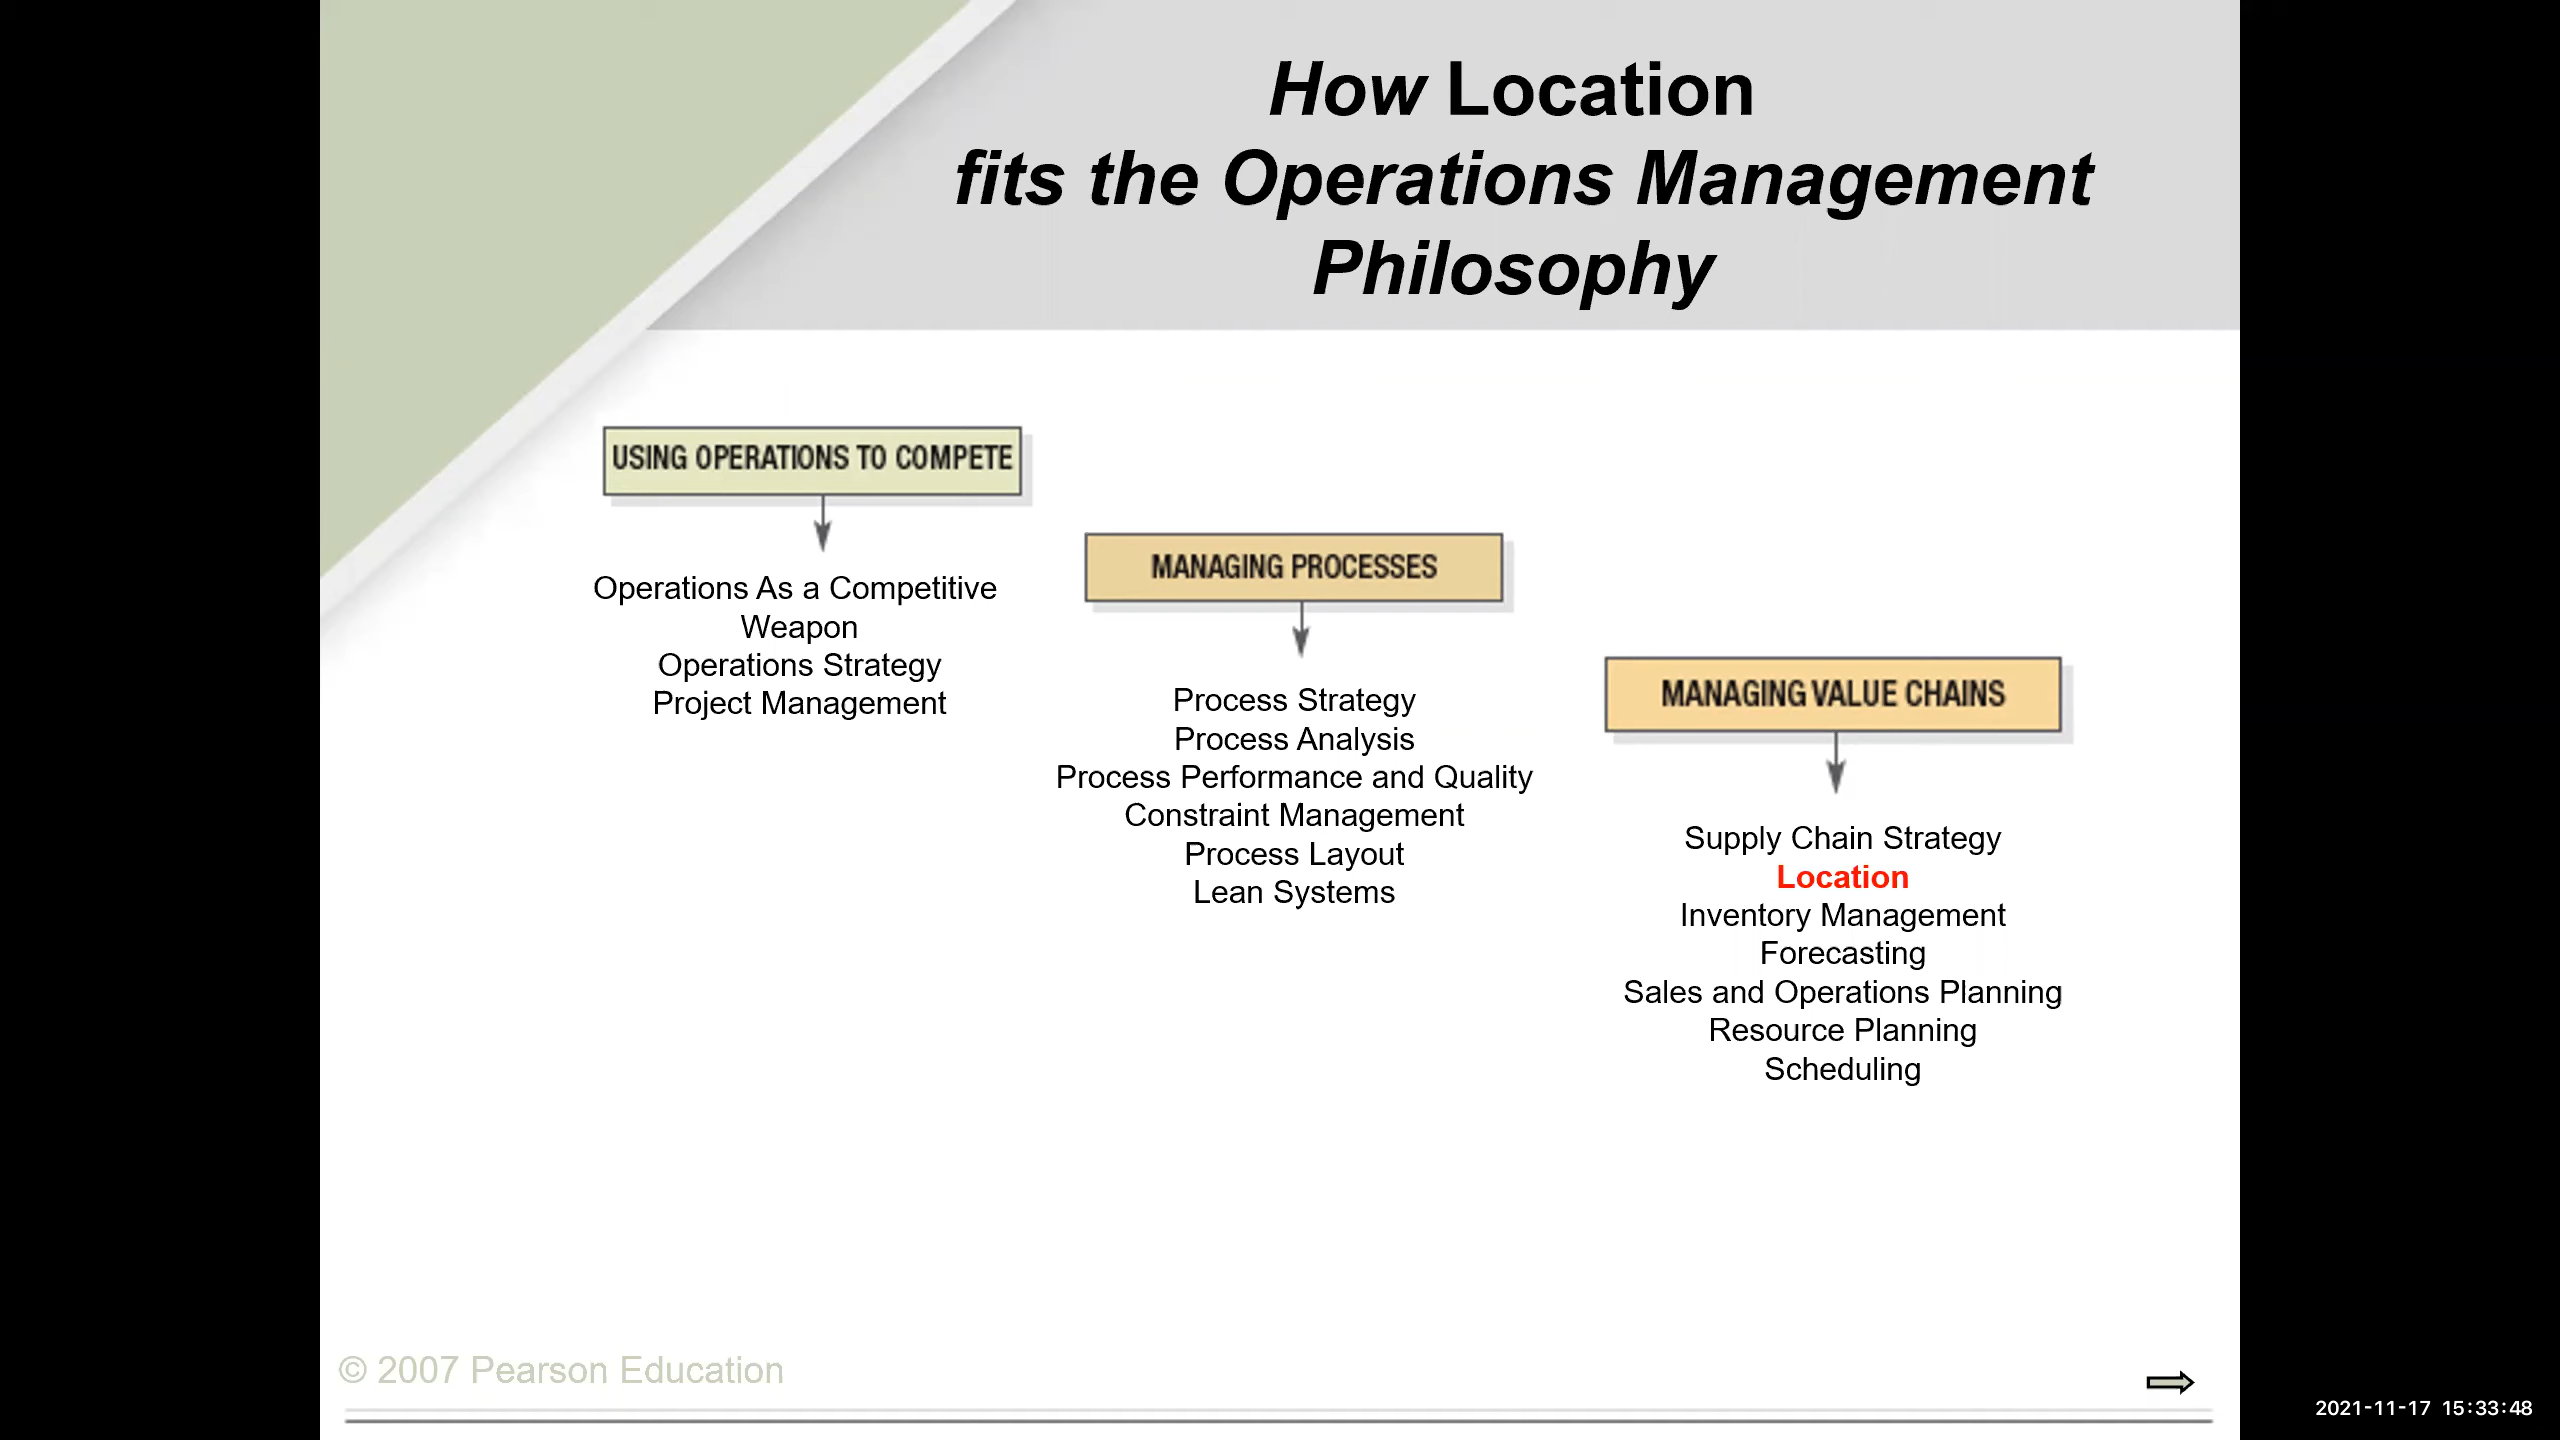 How Location
fits the Operations Management
Philosophy
USING OPERATIONS TO COMPETE
Operations As a Competitive
Weapon
Operations Strategy
Project Management
MANAGING PROCESSES
Process Strategy
Process Analysis
Process Performance and Quality
Constraint Management
Process Layout
Lean Systems
MANAGING VALUE CHAINS
Supply Chain Strategy
Location
Inventory Management
Forecasting
Sales and Operations Planning
Resource Planning
Scheduling
© 2007 Pearson Education
2021-11-17 15:33:48